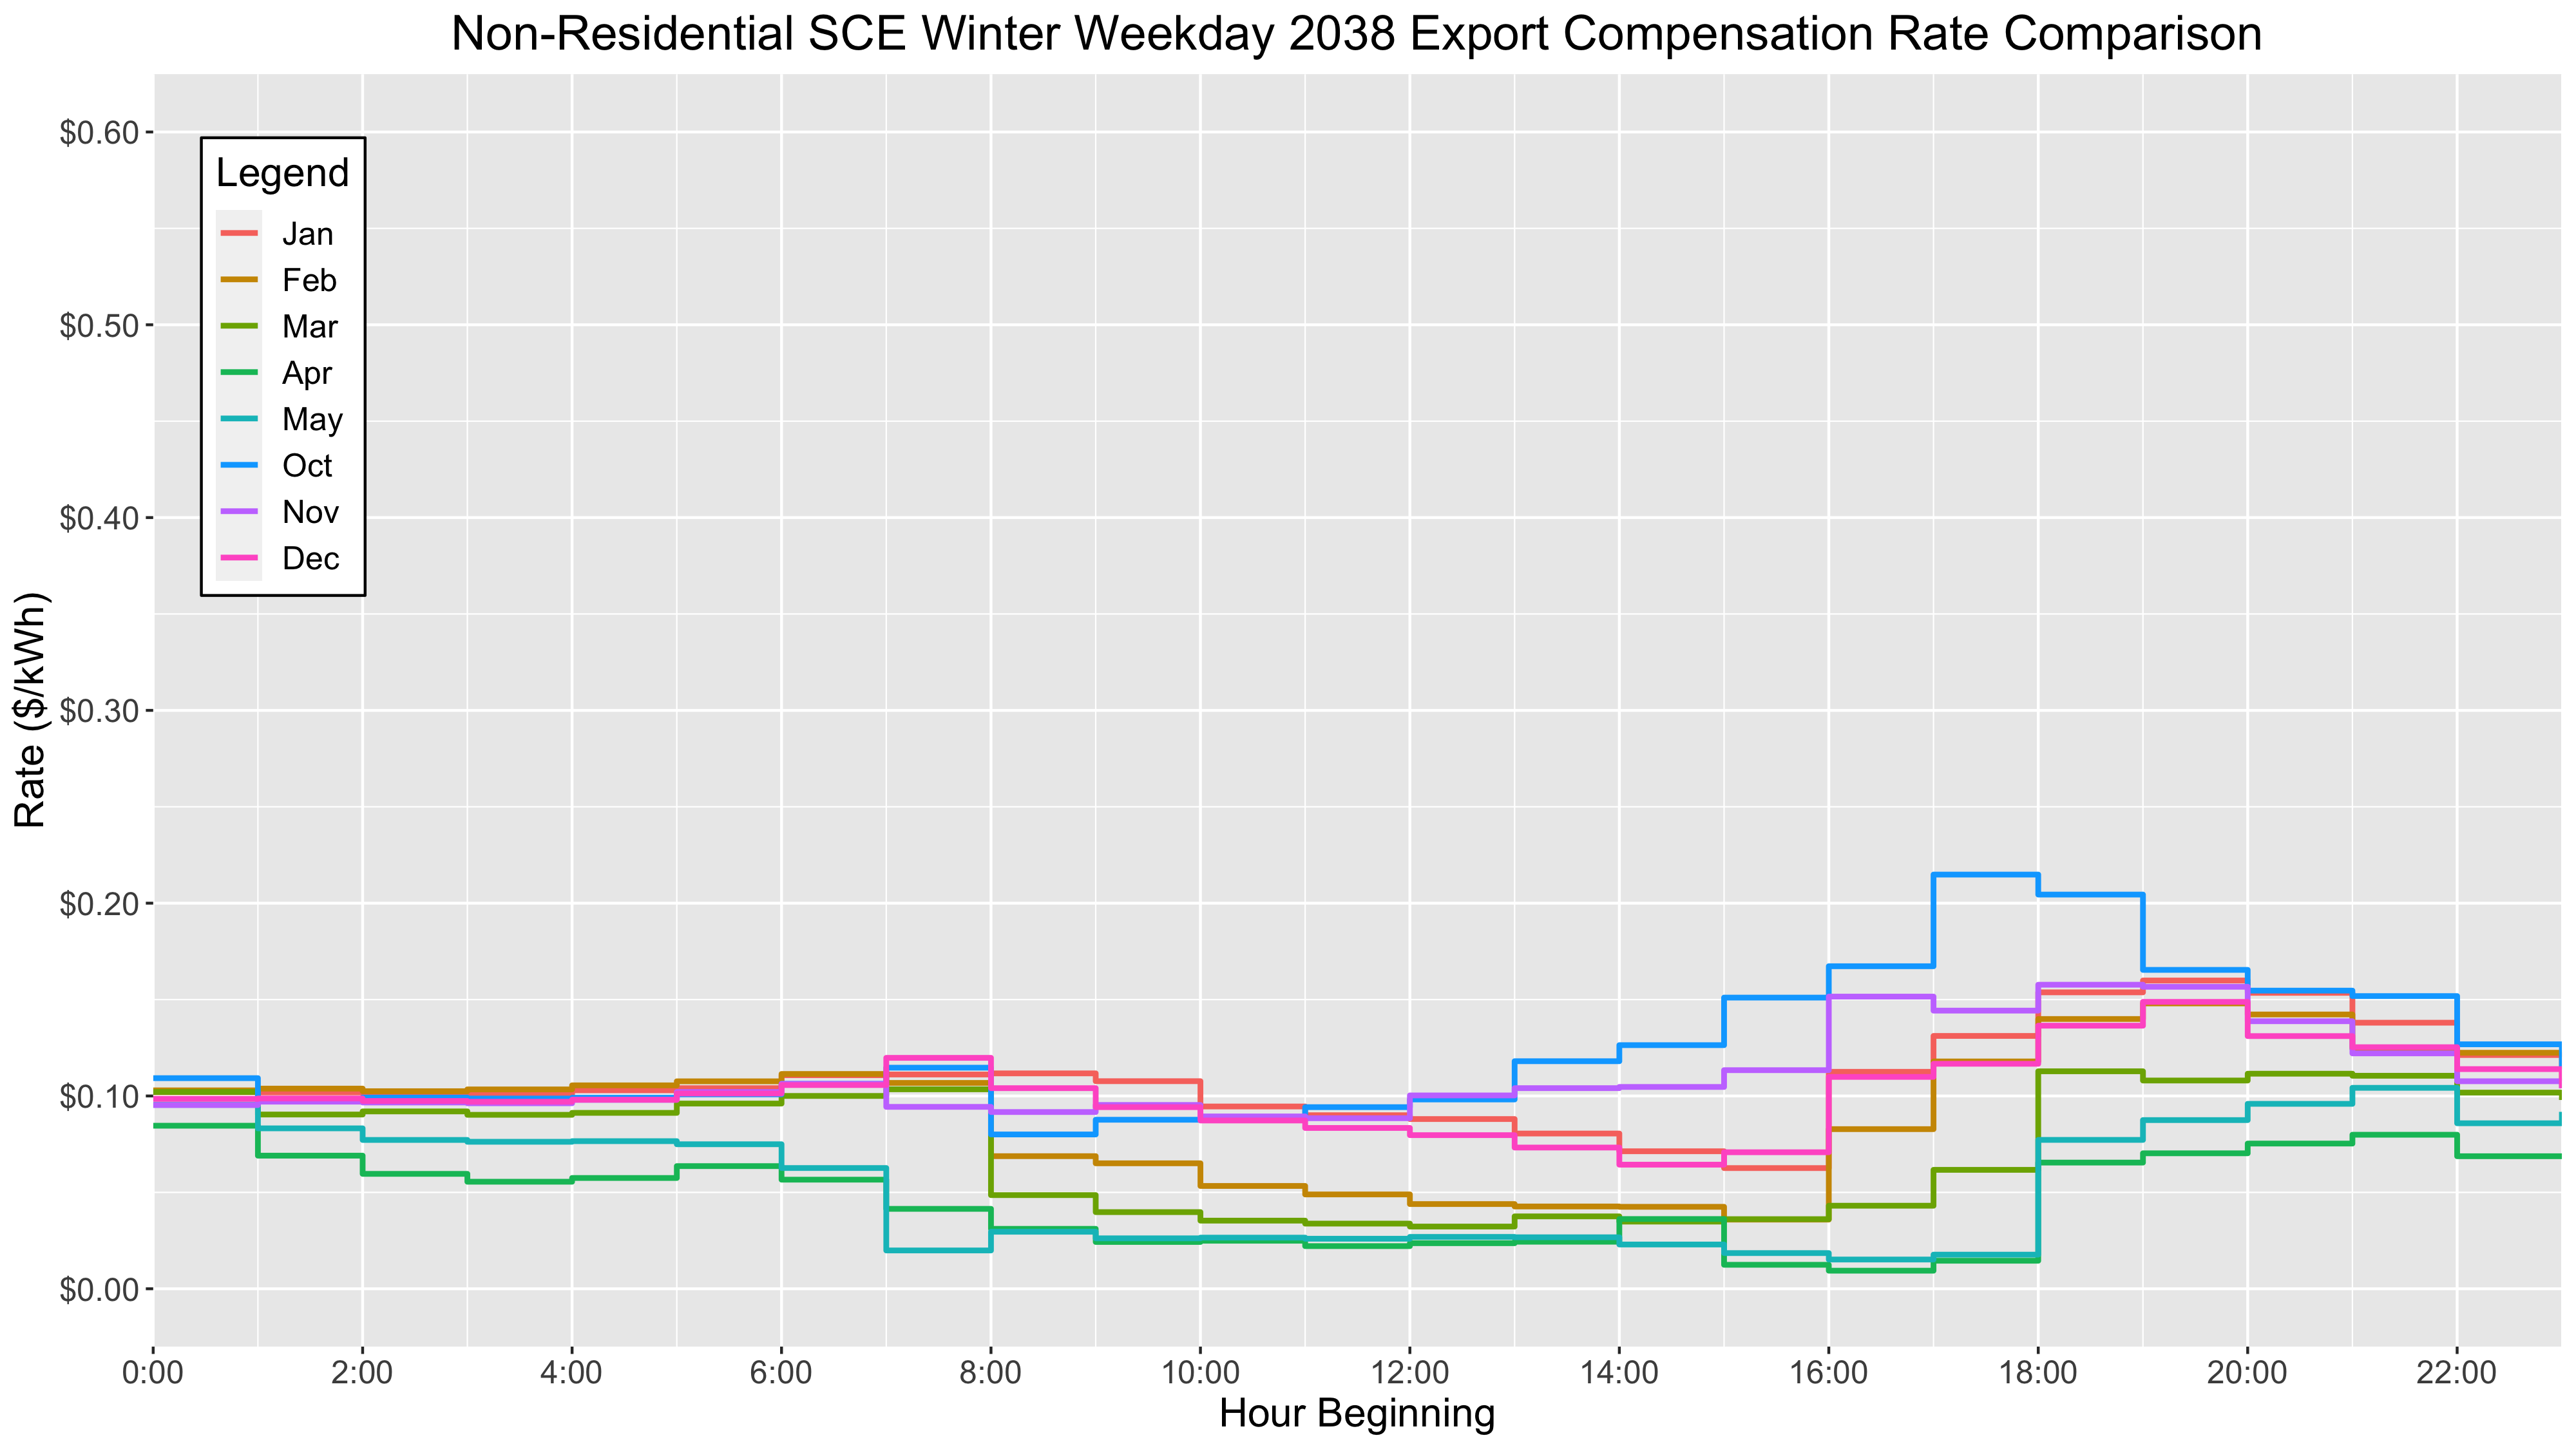 Non-Residential SCE Winter Weekday 2038 Export Compensation Rate Comparison
Rate ($/kWh)
$0.60
$0.50
$0.40
$0.30
$0.20
$0.10
$0.00
Legend
Jan
Feb
Mar
Apr
May
Oct
Nov
Dec
0:00 2:00 4:00 6:00 8:00 10:00 12:00 14:00 16:00 18:00 20:00 22:00
Hour Beginning